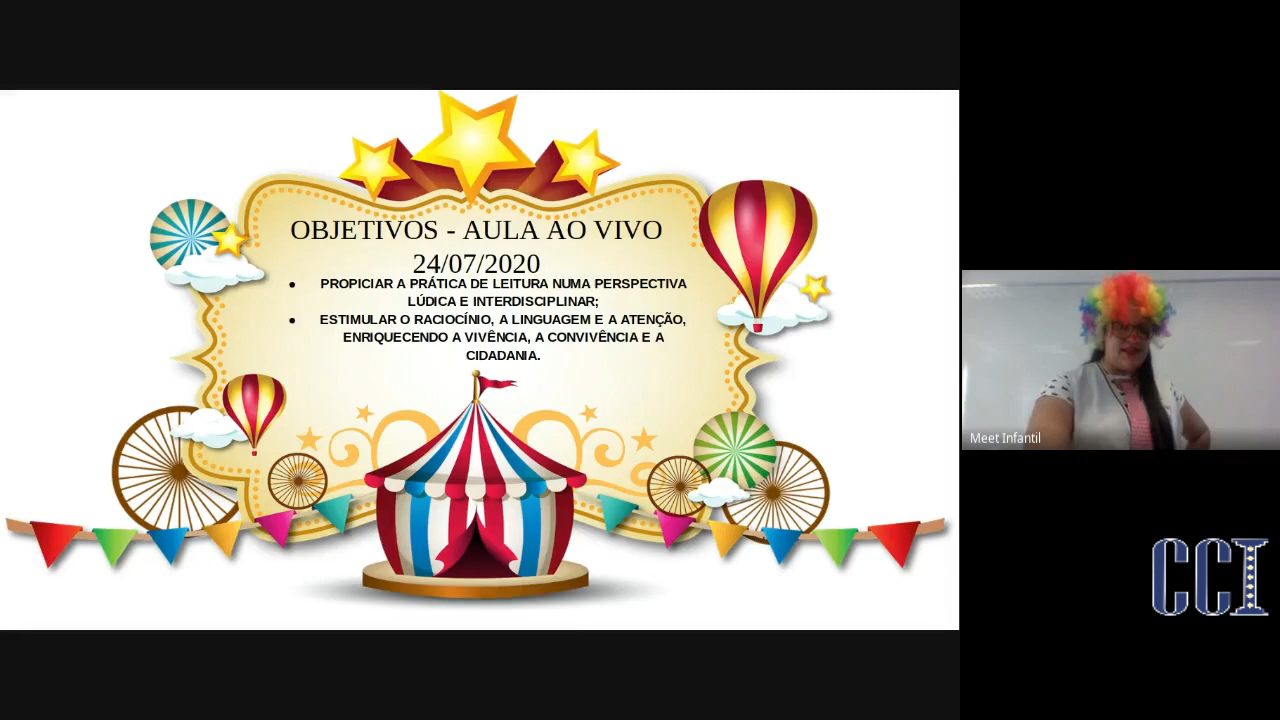 OBJETIVOS - AULA AO VIVO
24/07/2020
● PROPICIAR A PRÁTICA DE LEITURA NUMA PERSPECTIVA
LÚDICA E INTERDISCIPLINAR;
● ESTIMULAR O RACIOCÍNIO, A LINGUAGEM E A ATENÇÃO,
ENRIQUECENDO A VIVÊNCIA, A CONVIVÊNCIA E A
CIDADANIA.
Meet Infantil
CCI